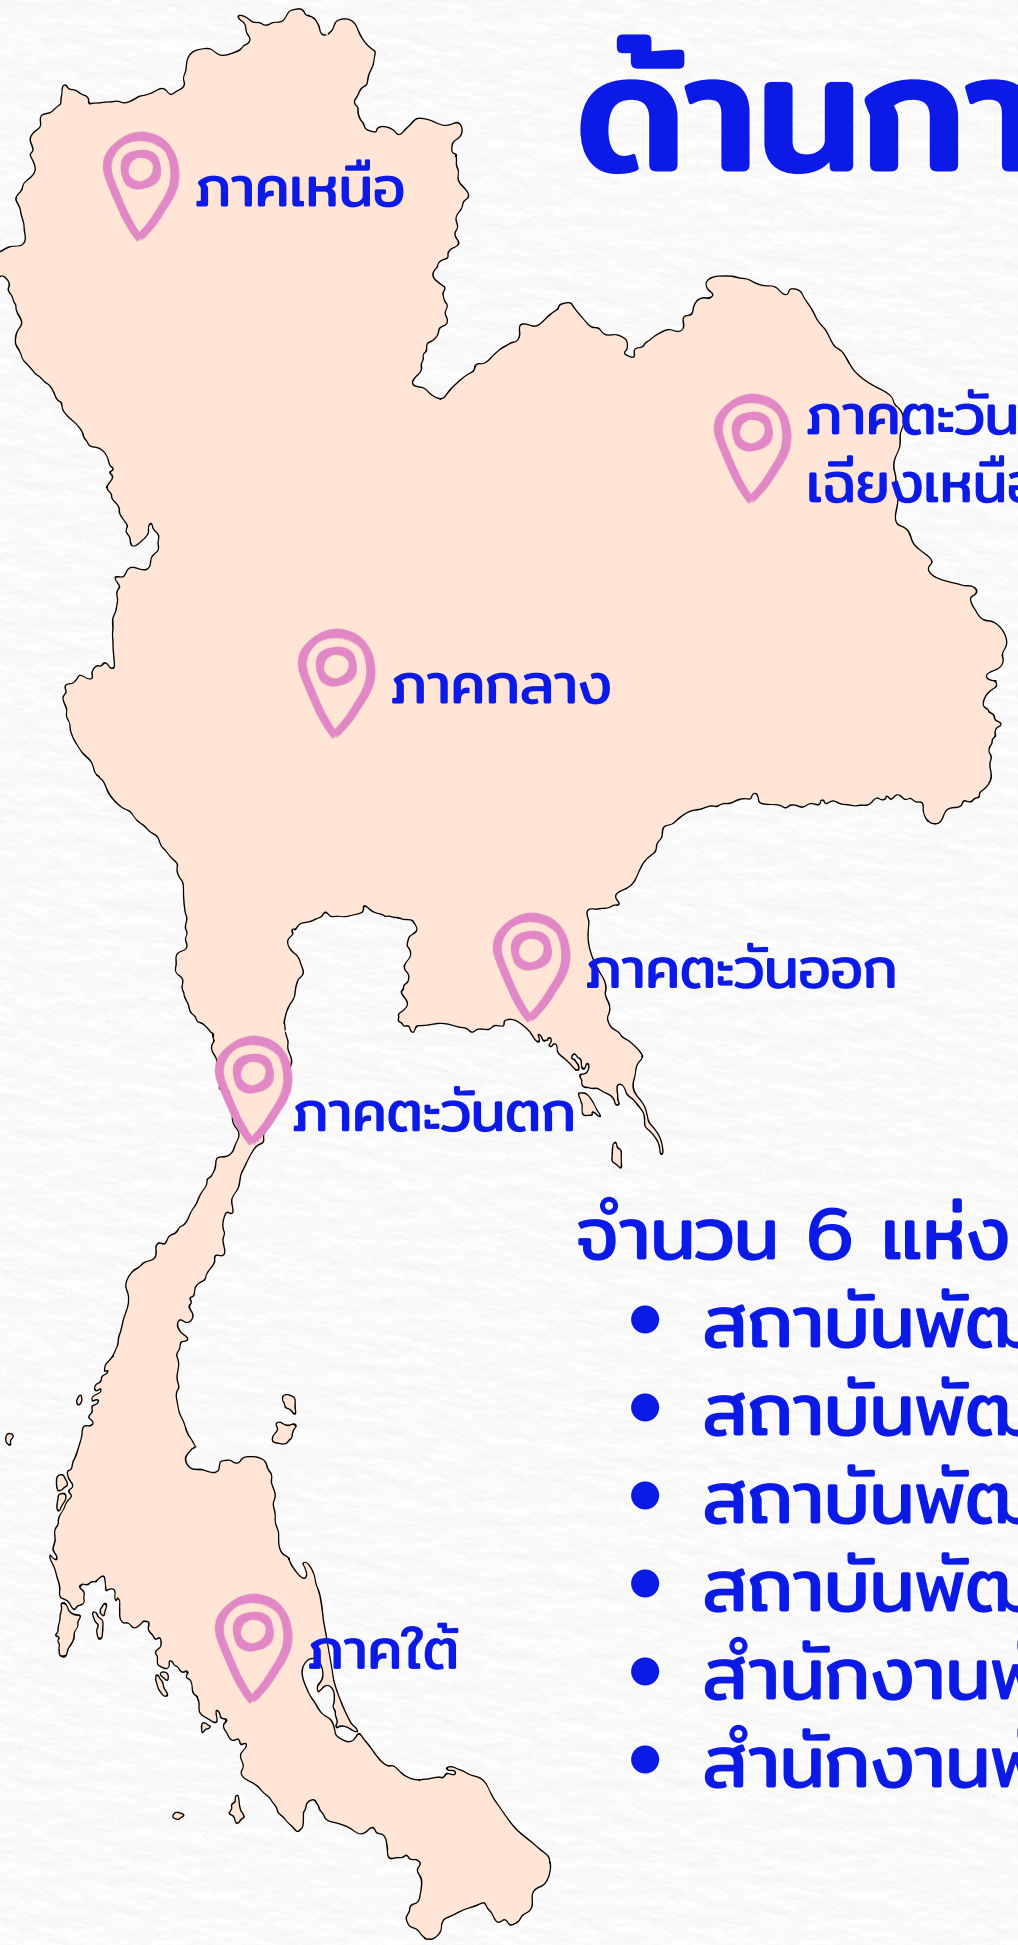 ด้านกา
ภาคเหนือ
ภาคตะวัน
เฉียงเหนือ
ภาคกลาง
ภาคตะวันออก
ภาคตะวันตก
จำนวน 6 แห่ง
• สถาบันพัฒ
• สถาบันพัฒ
• สถาบันพัฒ
• สถาบันพัฒ
• สำนักงานพ
• สำนักงานพ
ภาคใต้